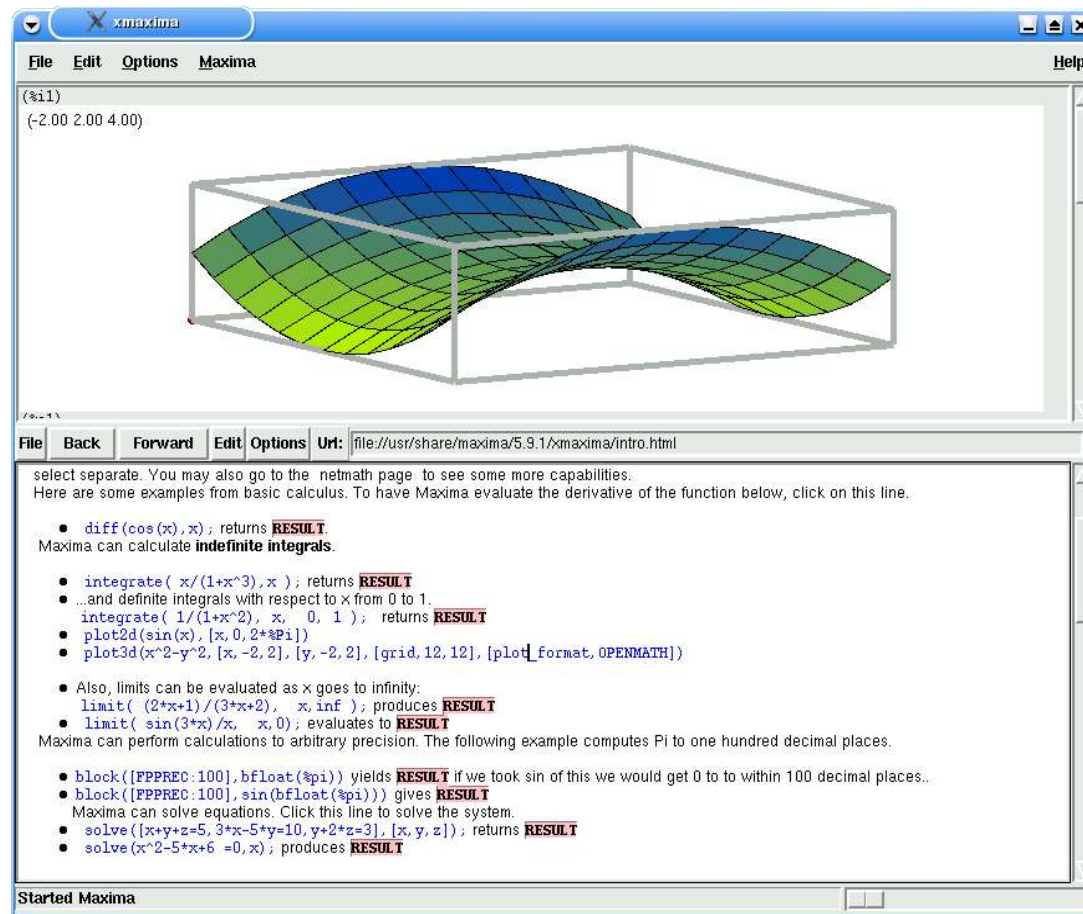 xmaxima
File Edit Options Maxima Help
(%i1)
(-2.00 2.00 4.00)
File Back Forward Edit Options Url: file://usr/share/maxima/5.9.1/xmaxima/intro.html
select separate. You may also go to the netmath page to see some more capabilities.
Here are some examples from basic calculus. To have Maxima evaluate the derivative of the function below, click on this line.
● diff(cos(x),x); returns RESULT.
Maxima can calculate indefinite integrals.
● integrate( x/(1+x^3),x ); returns RESULT
● ...and definite integrals with respect to x from 0 to 1.
integrate( 1/(1+x^2), x, 0, 1 ); returns RESULT
● plot2d(sin(x),[x,0,2*%Pi])
● plot3d(x^2-y^2,[x,-2,2],[y,-2,2],[grid,12,12],[plot_format,OPENMATH])
● Also, limits can be evaluated as x goes to infinity:
limit( (2*x+1)/(3*x+2), x,inf ); produces RESULT
● limit( sin(3*x)/x, x,0); evaluates to RESULT
Maxima can perform calculations to arbitrary precision. The following example computes Pi to one hundred decimal places.
● block([FPPREC:100],bfloat(%pi)) yields RESULT if we took sin of this we would get 0 to to within 100 decimal places..
● block([FPPREC:100],sin(bfloat(%pi))) gives RESULT
Maxima can solve equations. Click this line to solve the system.
● solve([x+y+z=5,3*x-5*y=10,y+2*z=3],[x,y,z]); returns RESULT
● solve(x^2-5*x+6 =0,x); produces RESULT
Started Maxima